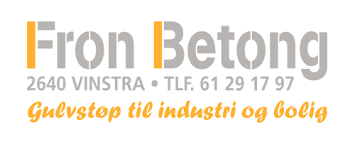 Fron Betong
2640 VINSTRA • TLF. 61 29 17 97
Gulvstøp til industri og bolig